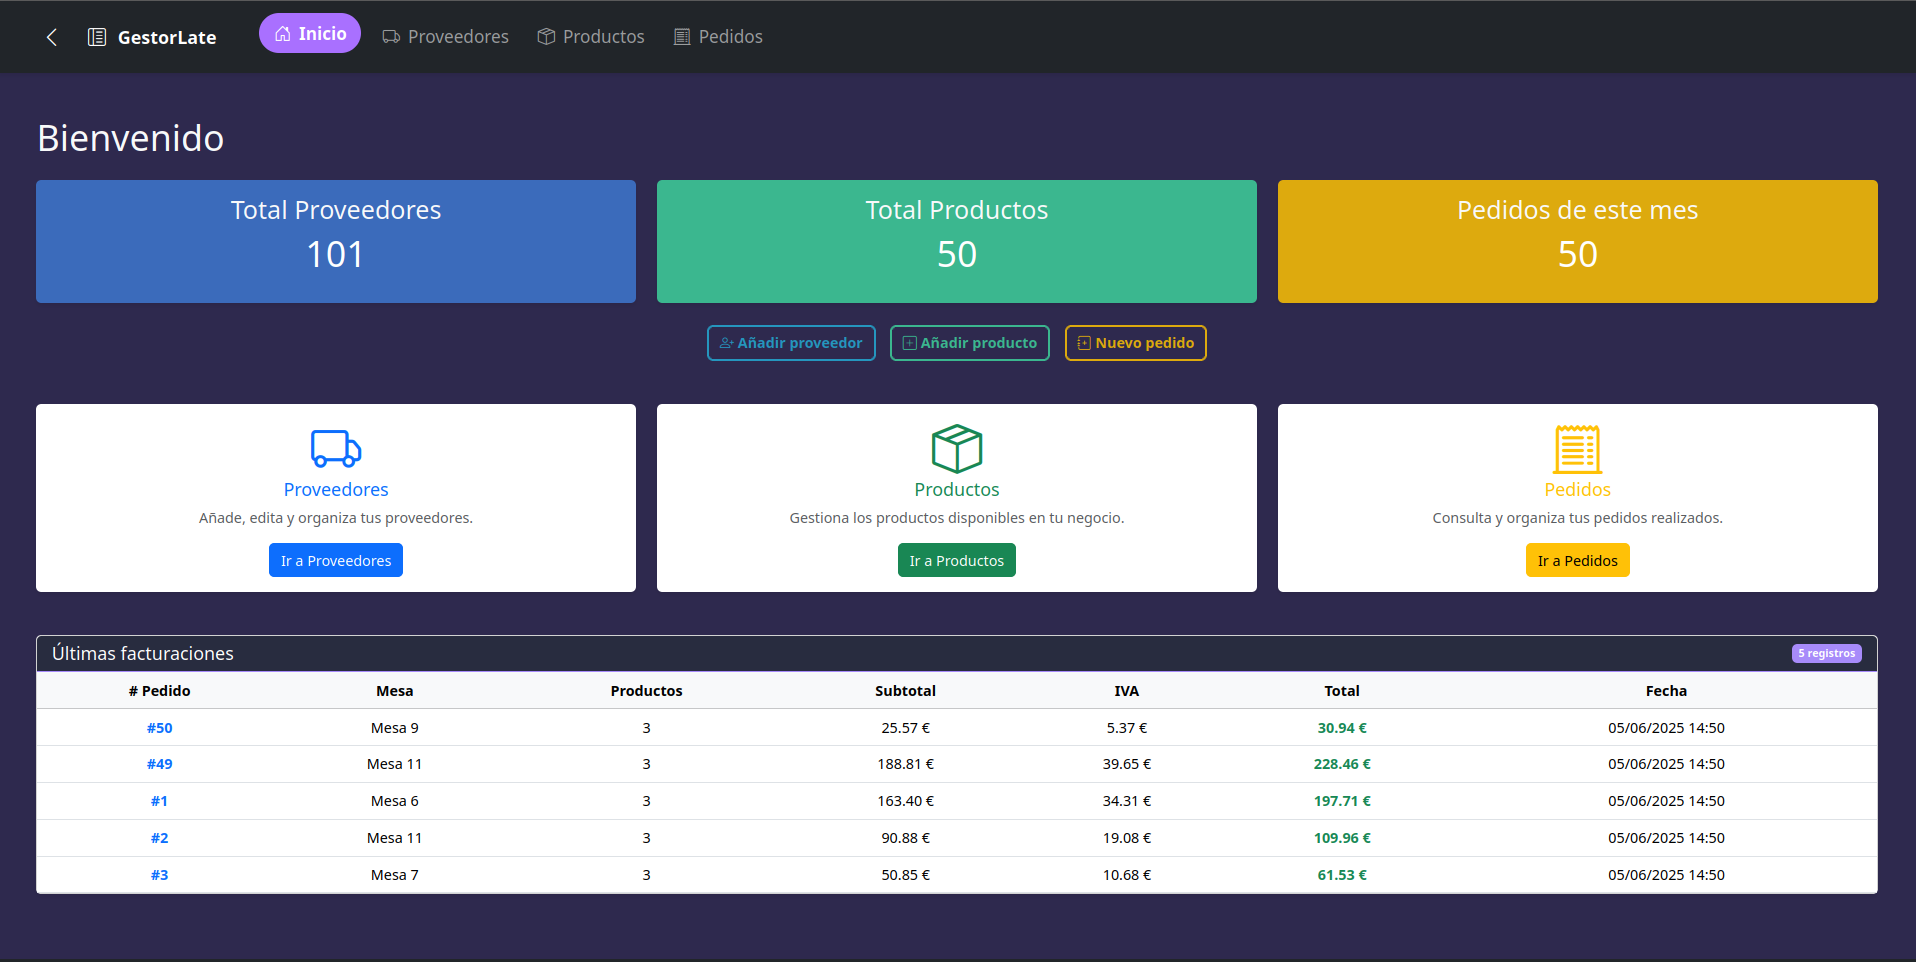 GestorLate Inicio Proveedores Productos Pedidos
Bienvenido
Total Proveedores
101
Total Productos
50
Pedidos de este mes
50
Añadir proveedor Añadir producto Nuevo pedido
Proveedores
Añade, edita y organiza tus proveedores.
Ir a Proveedores
Productos
Gestiona los productos disponibles en tu negocio.
Ir a Productos
Pedidos
Consulta y organiza tus pedidos realizados.
Ir a Pedidos
Últimas facturaciones 5 registros
# Pedido Mesa Productos Subtotal IVA Total Fecha
#50 Mesa 9 3 25.57 € 5.37 € 30.94 € 05/06/2025 14:50
#49 Mesa 11 3 188.81 € 39.65 € 228.46 € 05/06/2025 14:50
#1 Mesa 6 3 163.40 € 34.31 € 197.71 € 05/06/2025 14:50
#2 Mesa 11 3 90.88 € 19.08 € 109.96 € 05/06/2025 14:50
#3 Mesa 7 3 50.85 € 10.68 € 61.53 € 05/06/2025 14:50